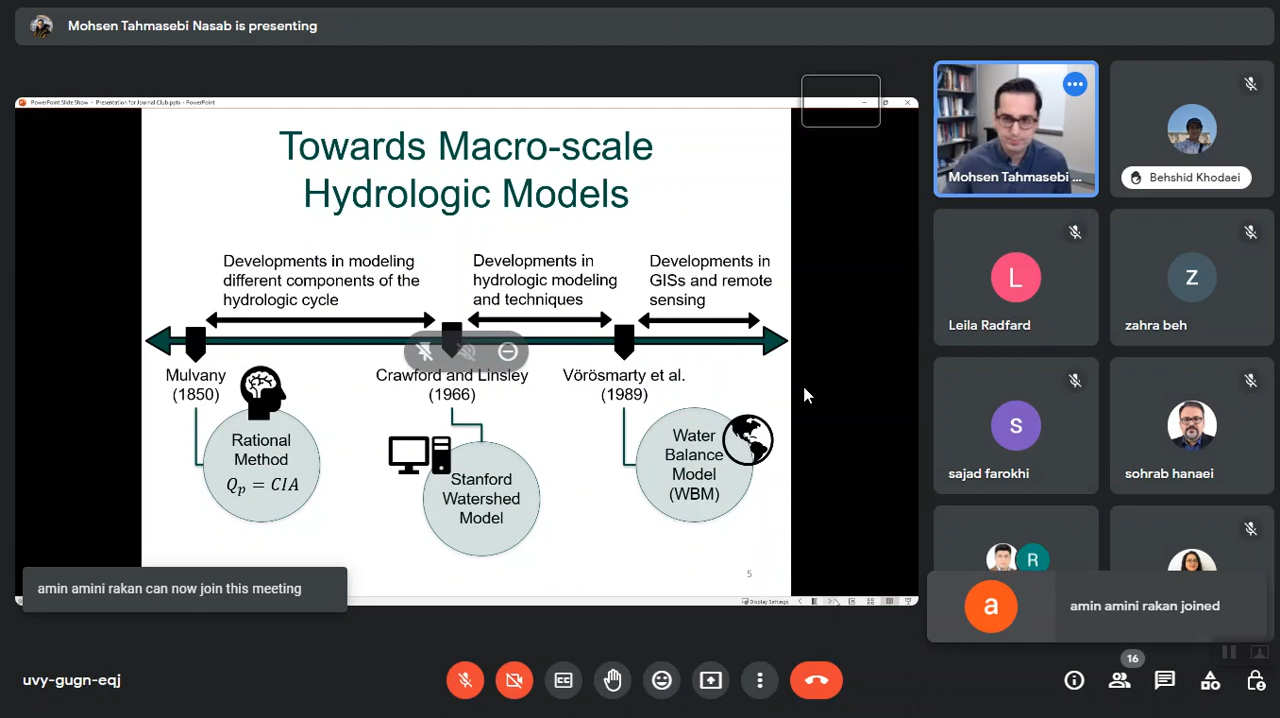 Mohsen Tahmasebi Nasab is presenting
PowerPoint Slide Show - Presentation for Journal Club.pptx - PowerPoint
Towards Macro-scale
Hydrologic Models
Developments in modeling
different components of the
hydrologic cycle
Developments in
hydrologic modeling
and techniques
Developments in
GISs and remote
sensing
Mulvany
(1850)
Crawford and Linsley
(1966)
Vörösmarty et al.
(1989)
Rational
Method
Qp = CIA
Stanford
Watershed
Model
Water
Balance
Model
(WBM)
5
Display Settings
amin amini rakan can now join this meeting
Mohsen Tahmasebi ...
Behshid Khodaei
L
Leila Radfard
z
zahra beh
s
sajad farokhi
sohrab hanaei
R
a
amin amini rakan joined
uvy-gugn-eqj
16